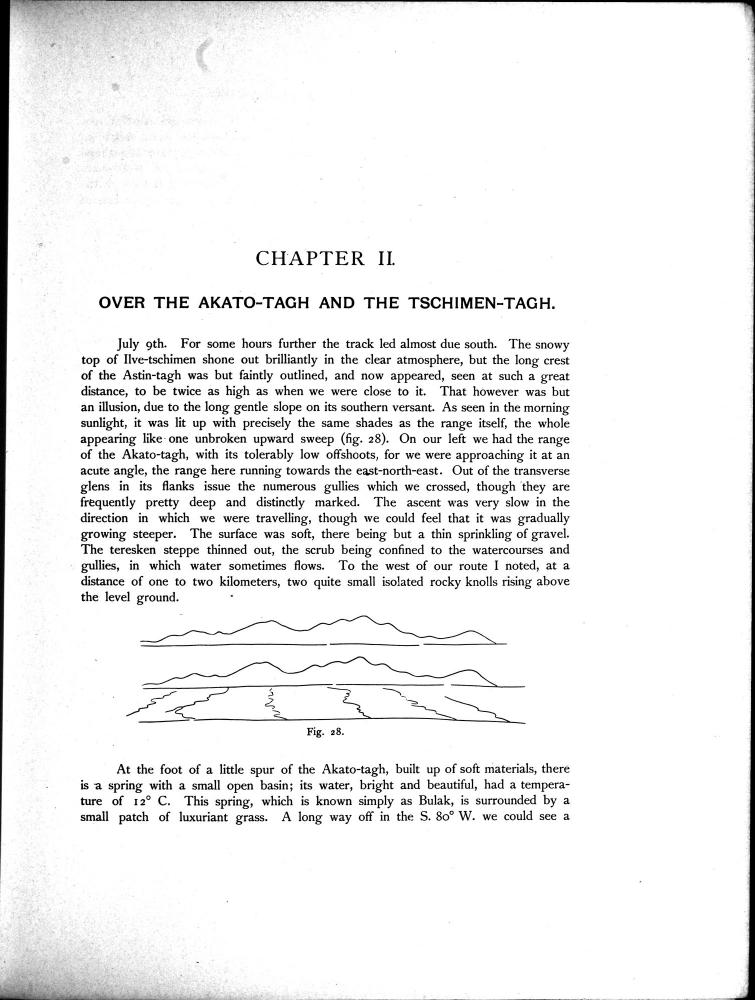 CHAPTER II.
OVER THE AKATO-TAGH AND THE TSCHIMEN-TAGH.
July 9th. For some hours further the track led almost due south. The snowy
top of Ilve-tschimen shone out brilliantly in the clear atmosphere, but the long crest
of the Astin-tagh was but faintly outlined, and now appeared, seen at such a great
distance, to be twice as high as when we were close to it. That however was but
an illusion, due to the long gentle slope on its southern versant. As seen in the morning
sunlight, it was lit up with precisely the same shades as the range itself, the whole
appearing like one unbroken upward sweep (fig. 28). On our left we had the range
of the Akato-tagh, with its tolerably low offshoots, for we were approaching it at an
acute angle, the range here running towards the east-north-east. Out of the transverse
glens in its flanks issue the numerous gullies which we crossed, though they are
frequently pretty deep and distinctly marked. The ascent was very slow in the
direction in which we were travelling, though we could feel that it was gradually
growing steeper. The surface was soft, there being but a thin sprinkling of gravel.
The teresken steppe thinned out, the scrub being confined to the watercourses and
gullies, in which water sometimes flows. To the west of our route I noted, at a
distance of one to two kilometers, two quite small isolated rocky knolls rising above
the level ground.
Fig. 28.
At the foot of a little spur of the Akato-tagh, built up of soft materials, there
is a spring with a small open basin; its water, bright and beautiful, had a tempera-
ture of 12° C. This spring, which is known simply as Bulak, is surrounded by a
small patch of luxuriant grass. A long way off in the S. 80° W. we could see a